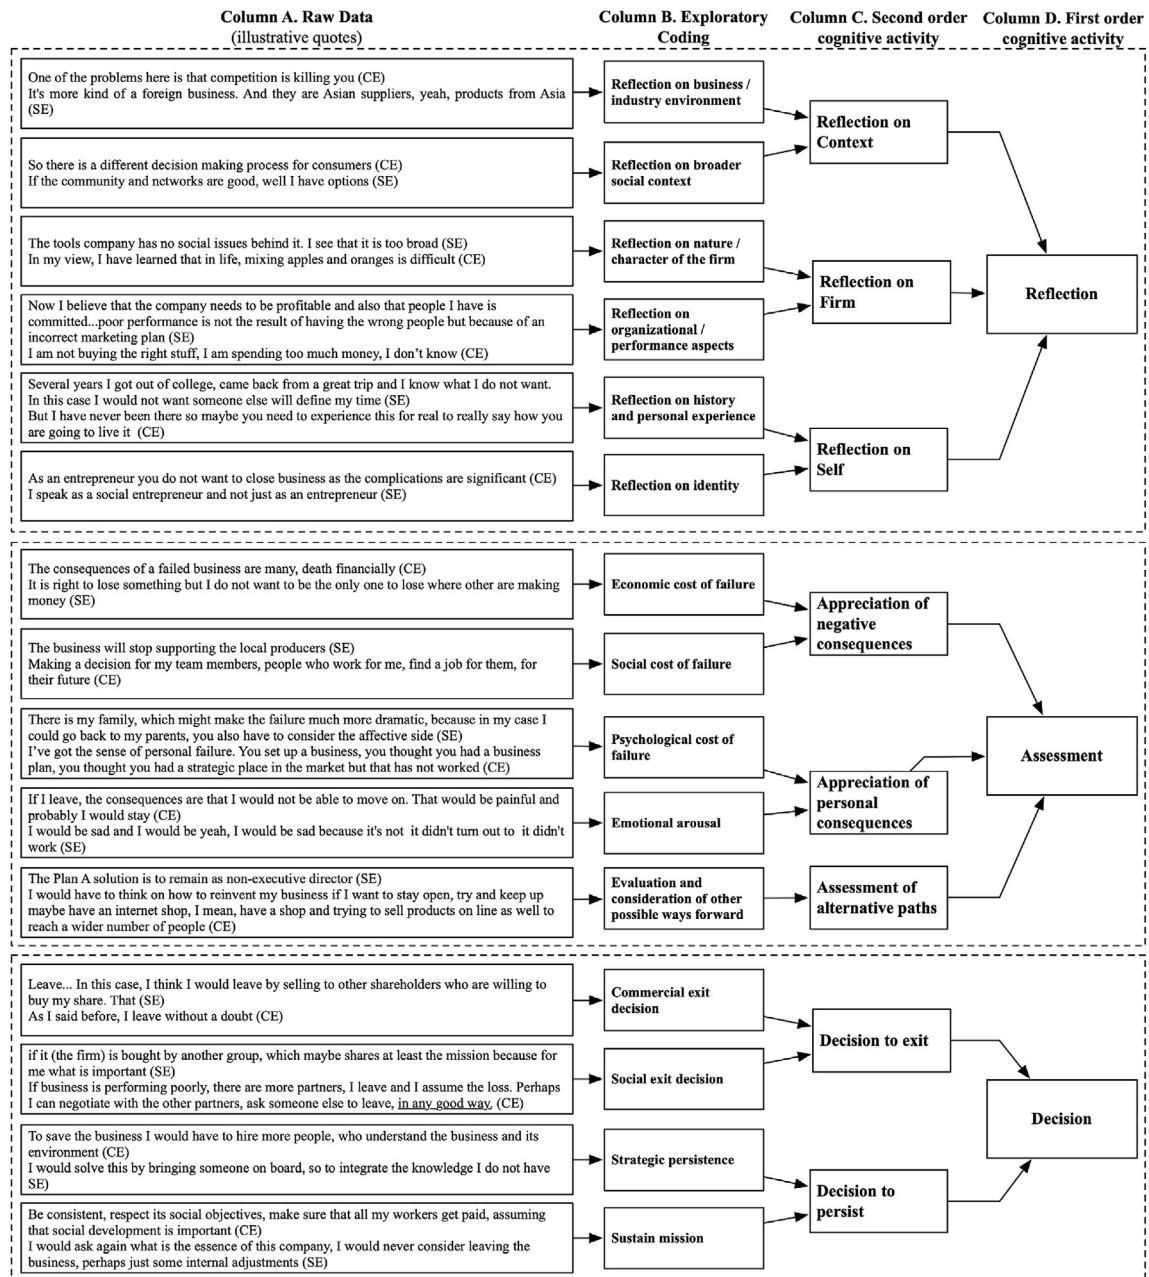 Column A. Raw Data
(illustrative quotes)
Column B. Exploratory
Coding
Column C. Second order
cognitive activity
Column D. First order
cognitive activity
One of the problems here is that competition is killing you (CE)
It's more kind of a foreign business. And they are Asian suppliers, yeah, products from Asia
(SE)
Reflection on business /
industry environment
So there is a different decision making process for consumers (CE)
If the community and networks are good, well I have options (SE)
Reflection on broader
social context
Reflection on
Context
The tools company has no social issues behind it. I see that it is too broad (SE)
In my view, I have learned that in life, mixing apples and oranges is difficult (CE)
Reflection on nature /
character of the firm
Now I believe that the company needs to be profitable and also that people I have is
committed...poor performance is not the result of having the wrong people but because of an
incorrect marketing plan (SE)
I am not buying the right stuff, I am spending too much money, I don't know (CE)
Reflection on
organizational /
performance aspects
Reflection on
Firm
Reflection
Several years I got out of college, came back from a great trip and I know what I do not want.
In this case I would not want someone else will define my time (SE)
But I have never been there so maybe you need to experience this for real to really say how you
are going to live it (CE)
Reflection on history
and personal experience
As an entrepreneur you do not want to close business as the complications are significant (CE)
I speak as a social entrepreneur and not just as an entrepreneur (SE)
Reflection on identity
Reflection on
Self
The consequences of a failed business are many, death financially (CE)
It is right to lose something but I do not want to be the only one to lose where other are making
money (SE)
Economic cost of failure
The business will stop supporting the local producers (SE)
Making a decision for my team members, people who work for me, find a job for them, for
their future (CE)
Social cost of failure
Appreciation of
negative
consequences
There is my family, which might make the failure much more dramatic, because in my case I
could go back to my parents, you also have to consider the affective side (SE)
I've got the sense of personal failure. You set up a business, you thought you had a business
plan, you thought you had a strategic place in the market but that has not worked (CE)
Psychological cost of
failure
If I leave, the consequences are that I would not be able to move on. That would be painful and
probably I would stay (CE)
I would be sad and I would be yeah, I would be sad because it's not it didn't turn out to it didn't
work (SE)
Emotional arousal
Appreciation of
personal
consequences
Assessment
The Plan A solution is to remain as non-executive director (SE)
I would have to think on how to reinvent my business if I want to stay open, try and keep up
maybe have an internet shop, I mean, have a shop and trying to sell products on line as well to
reach a wider number of people (CE)
Evaluation and
consideration of other
possible ways forward
Assessment of
alternative paths
Leave... In this case, I think I would leave by selling to other shareholders who are willing to
buy my share. That (SE)
As I said before, I leave without a doubt (CE)
Commercial exit
decision
if it (the firm) is bought by another group, which maybe shares at least the mission because for
me what is important (SE)
If business is performing poorly, there are more partners, I leave and I assume the loss. Perhaps
I can negotiate with the other partners, ask someone else to leave, in any good way. (CE)
Social exit decision
Decision to exit
To save the business I would have to hire more people, who understand the business and its
environment (CE)
I would solve this by bringing someone on board, so to integrate the knowledge I do not have
SE)
Strategic persistence
Be consistent, respect its social objectives, make sure that all my workers get paid, assuming
that social development is important (CE)
I would ask again what is the essence of this company, I would never consider leaving the
business, perhaps just some internal adjustments (SE)
Sustain mission
Decision to
persist
Decision